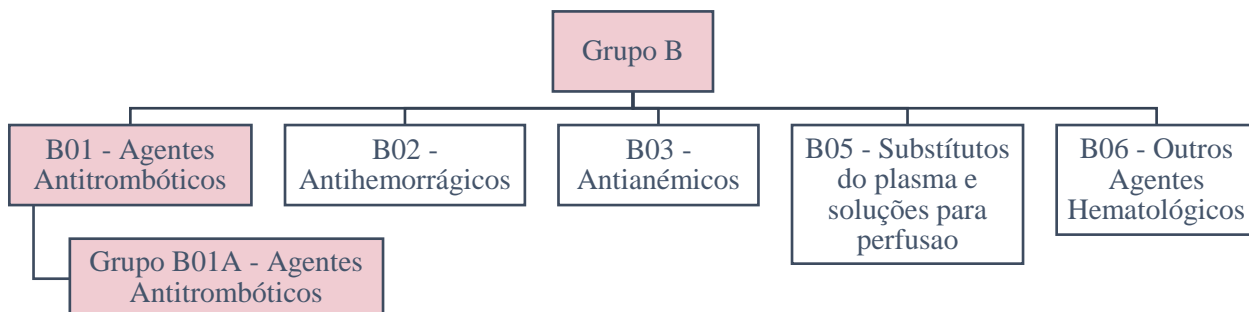 Grupo B
B01 - Agentes
Antitrombóticos
B02 -
Antihemorrágicos
B03 -
Antianémicos
B05 - Substítutos
do plasma e
soluções para
perfusao
B06 - Outros
Agentes
Hematológicos
Grupo B01A - Agentes
Antitrombóticos